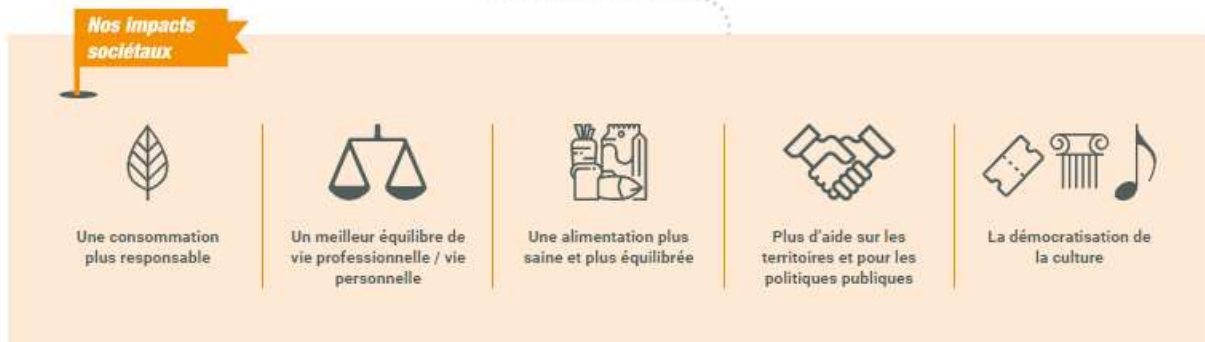 Nos impacts
sociétaux
Une consommation
plus responsable
Un meilleur équilibre de
vie professionnelle / vie
personnelle
Une alimentation plus
saine et plus équilibrée
Plus d'aide sur les
territoires et pour les
politiques publiques
La démocratisation de
la culture